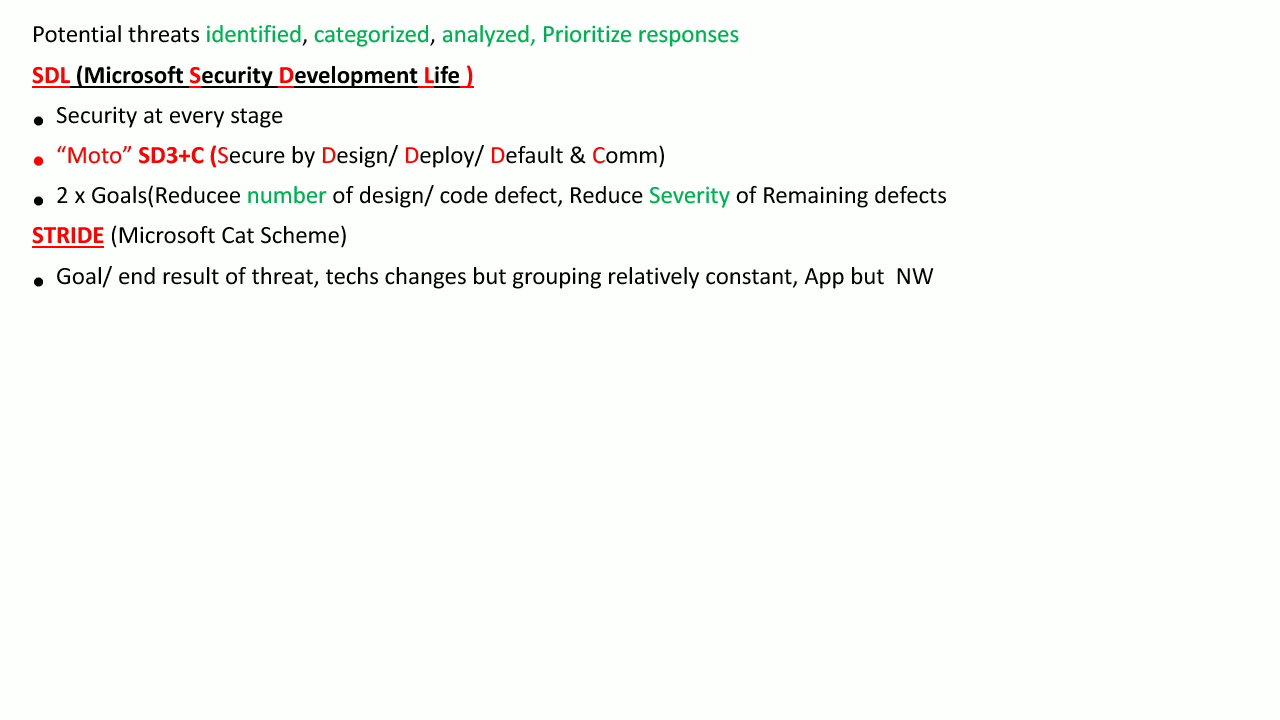 Potential threats identified, categorized, analyzed, Prioritize responses
SDL (Microsoft Security Development Life )
• Security at every stage
• “Moto” SD3+C (Secure by Design/ Deploy/ Default & Comm)
• 2 x Goals(Reducee number of design/ code defect, Reduce Severity of Remaining defects
STRIDE (Microsoft Cat Scheme)
• Goal/ end result of threat, techs changes but grouping relatively constant, App but  NW